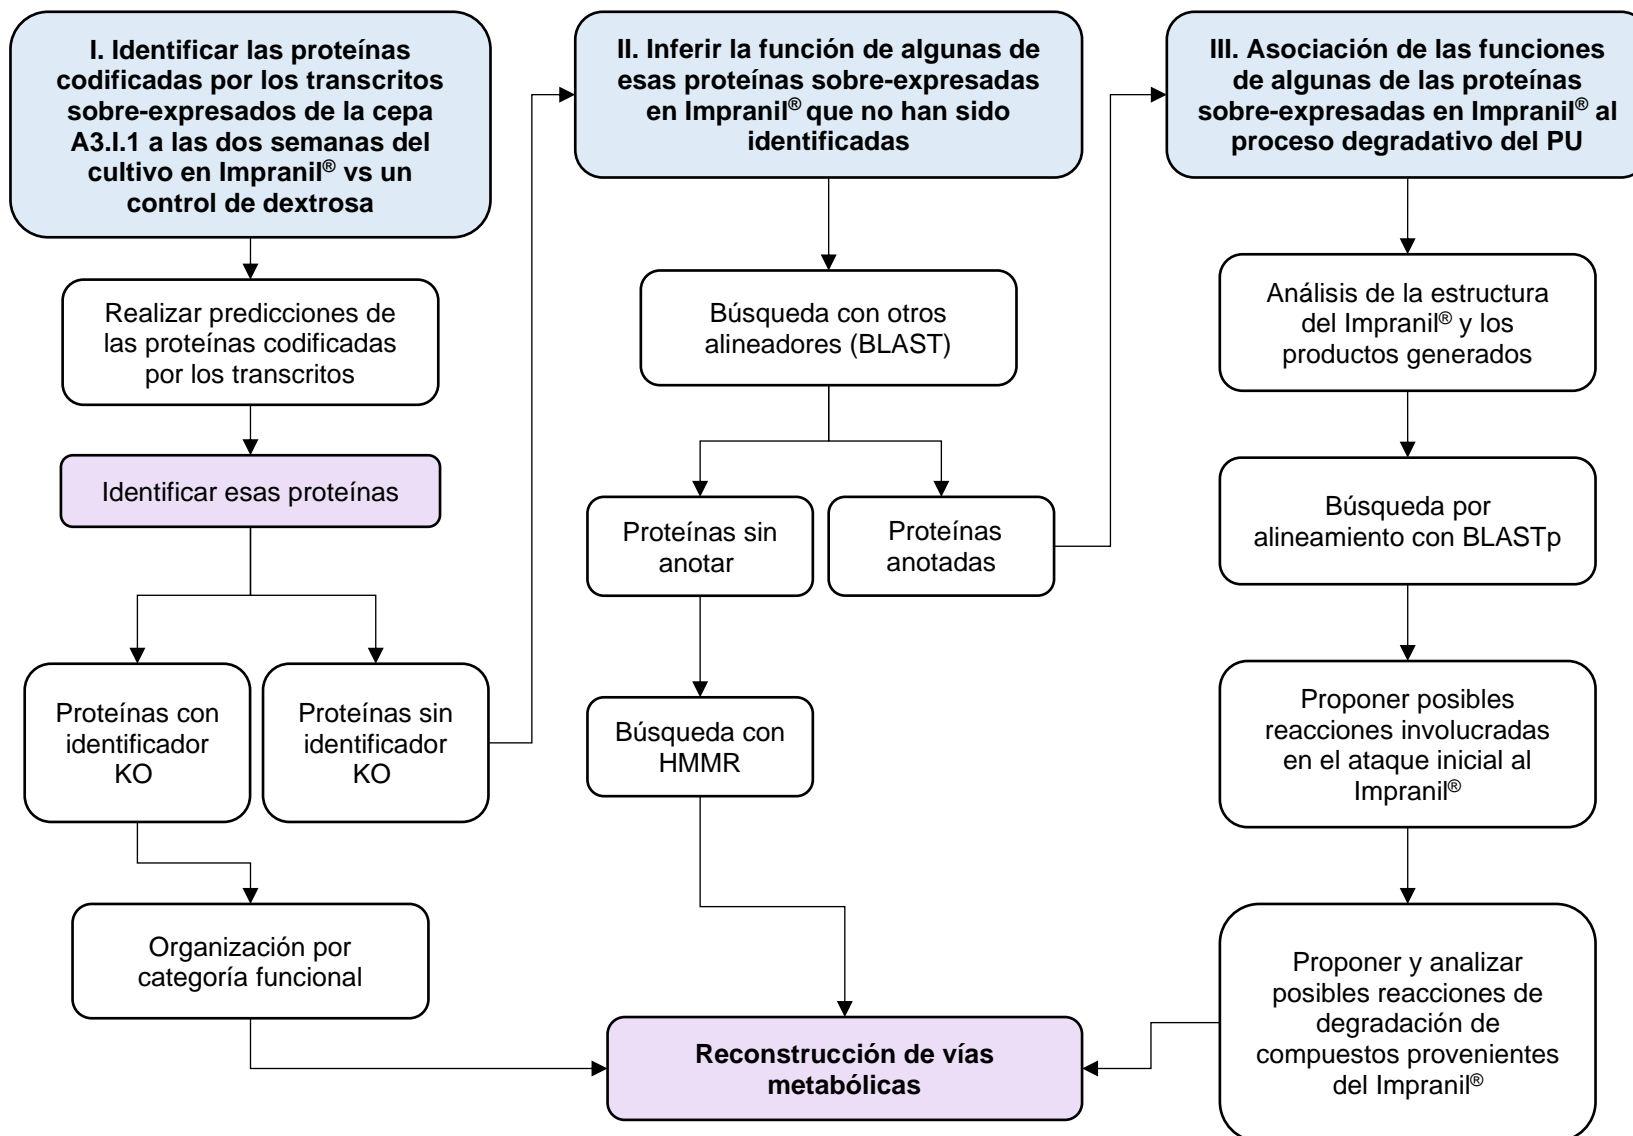 I. Identificar las proteínas
codificadas por los transcritos
sobre-expresados de la cepa
A3.I.1 a las dos semanas del
cultivo en Impranil® vs un
control de dextrosa
Realizar predicciones de
las proteínas codificadas
por los transcritos
Identificar esas proteínas
Proteínas con
identificador
KO
Proteínas sin
identificador
KO
Organización por
categoría funcional
II. Inferir la función de algunas de
esas proteínas sobre-expresadas
en Impranil® que no han sido
identificadas
Búsqueda con otros
alineadores (BLAST)
Proteínas sin
anotar
Proteínas
anotadas
Búsqueda con
HMMR
Reconstrucción de vías
metabólicas
III. Asociación de las funciones
de algunas de las proteínas
sobre-expresadas en Impranil® al
proceso degradativo del PU
Análisis de la estructura
del Impranil® y los
productos generados
Búsqueda por
alineamiento con BLASTp
Proponer posibles
reacciones involucradas
en el ataque inicial al
Impranil®
Proponer y analizar
posibles reacciones de
degradación de
compuestos provenientes
del Impranil®